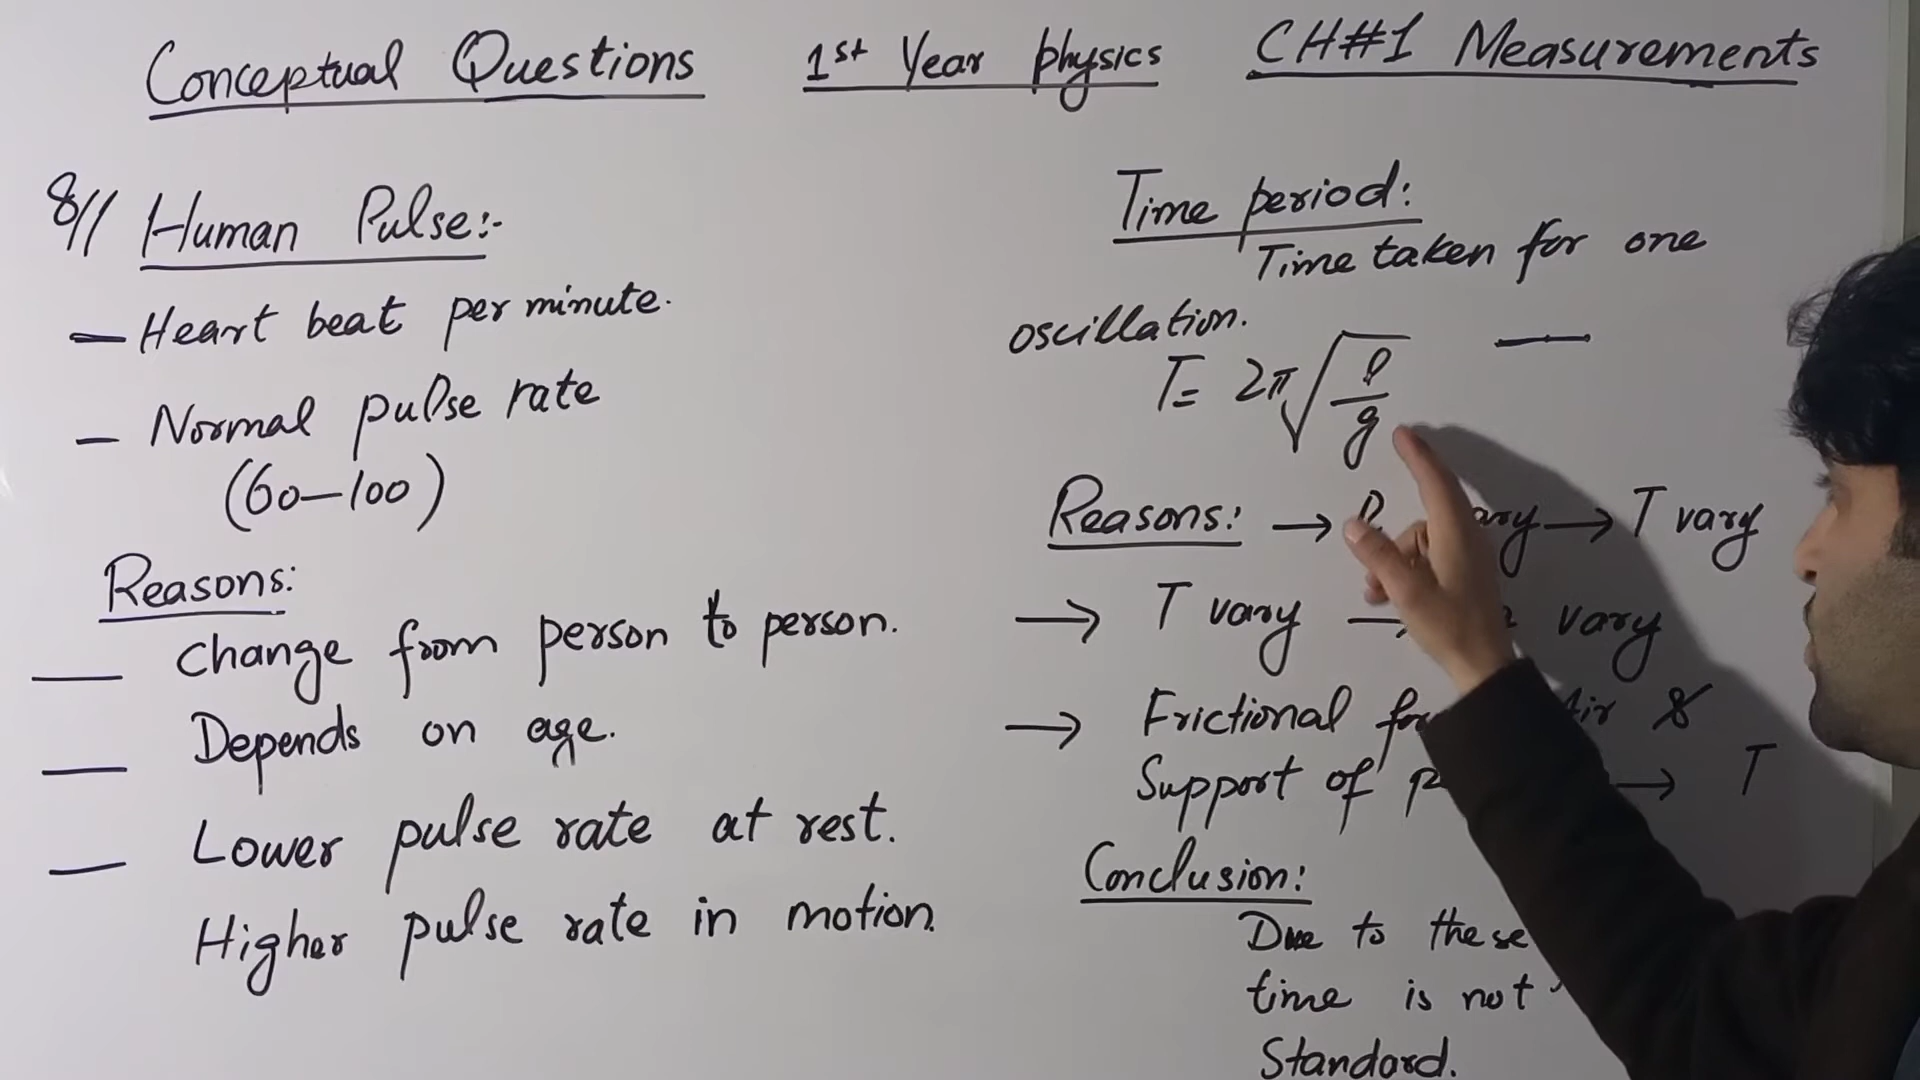 Conceptual Questions 1st Year physics CH#1 Measurements
8// Human Pulse:-
– Heart beat per minute.
– Normal pulse rate
(60–100)
Reasons:
— change from person to person.
— Depends on age.
— Lower pulse rate at rest.
Higher pulse rate in motion.
Time period:
Time taken for one
oscillation.
T= 2π√l/g —
Reasons: → l → T vary
→ T vary → vary
→ Frictional Air &
Support of → T
Conclusion:
Due to these
time is not
Standard.